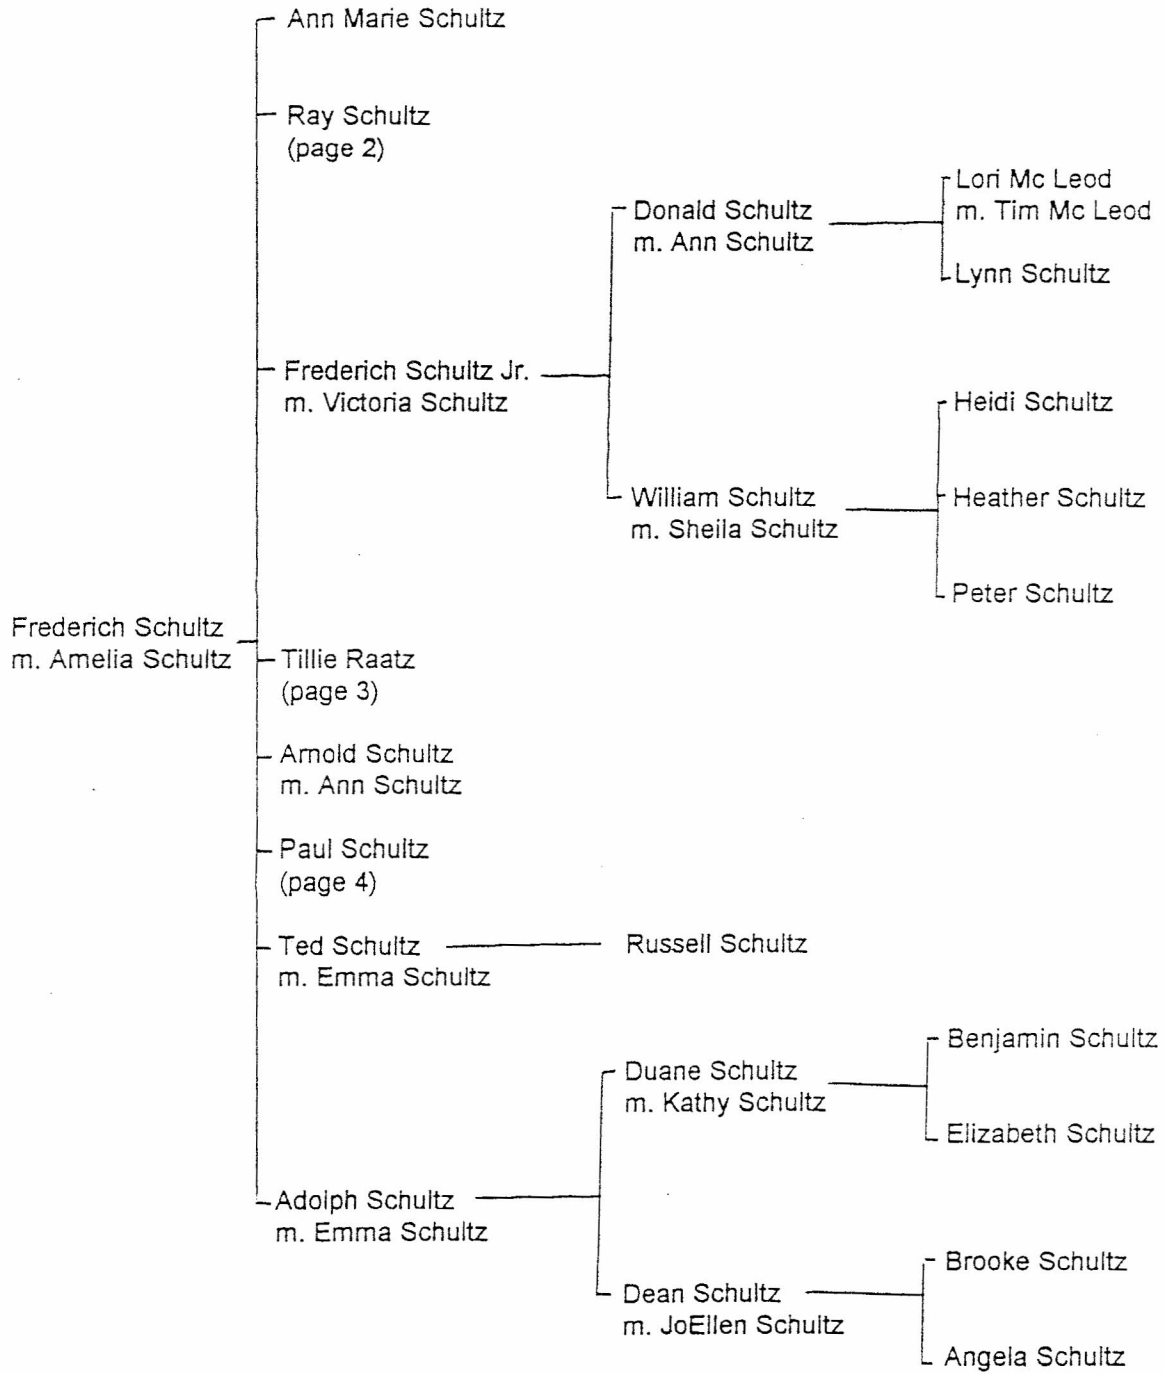 Ann Marie Schultz
Ray Schultz
(page 2)
Lori Mc Leod
m. Tim Mc Leod
Donald Schultz
m. Ann Schultz
Lynn Schultz
Frederich Schultz Jr.
m. Victoria Schultz
Heidi Schultz
William Schultz
m. Sheila Schultz
Heather Schultz
Peter Schultz
Frederich Schultz
m. Amelia Schultz
Tillie Raatz
(page 3)
Arnold Schultz
m. Ann Schultz
Paul Schultz
(page 4)
Ted Schultz
m. Emma Schultz
Russell Schultz
Benjamin Schultz
Duane Schultz
m. Kathy Schultz
Elizabeth Schultz
Adolph Schultz
m. Emma Schultz
Brooke Schultz
Dean Schultz
m. JoEllen Schultz
Angela Schultz